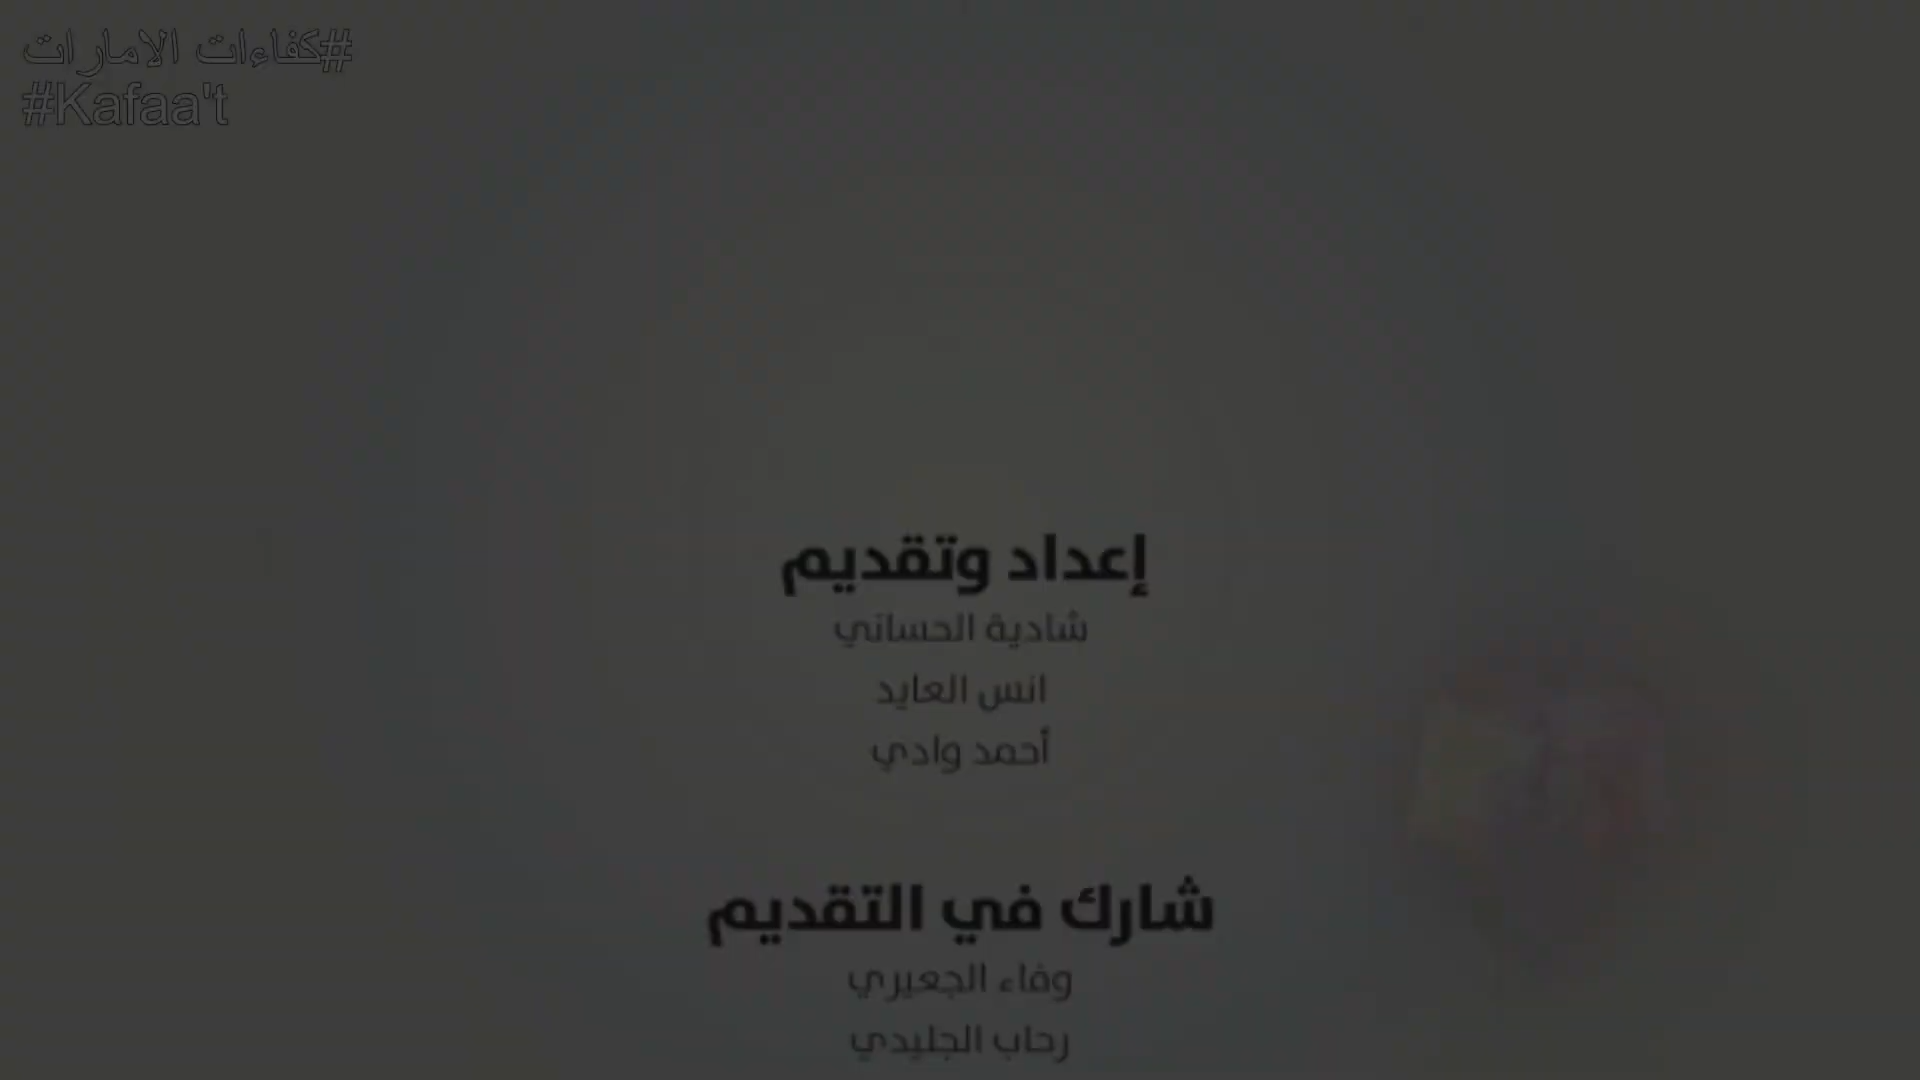 #كفاءات الامارات
#Kafaa't
إعداد وتقديم
شادية الحساني
انس العايد
أحمد وادي
شارك في التقديم
وفاء الجعيري
رحاب الجليدي